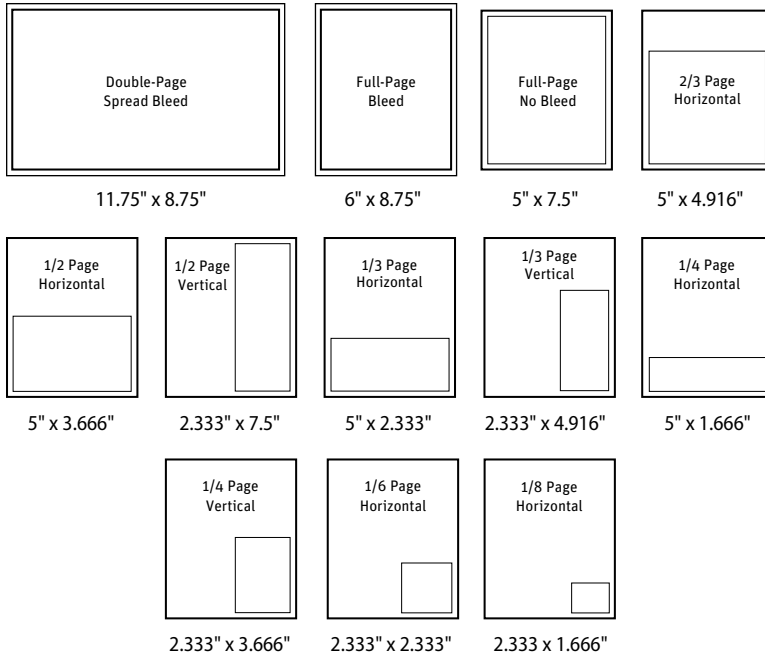 Double-Page
Spread Bleed
11.75" x 8.75"
Full-Page
Bleed
6" x 8.75"
Full-Page
No Bleed
5" x 7.5"
2/3 Page
Horizontal
5" x 4.916"
1/2 Page
Horizontal
5" x 3.666"
1/2 Page
Vertical
2.333" x 7.5"
1/3 Page
Horizontal
5" x 2.333"
1/3 Page
Vertical
2.333" x 4.916"
1/4 Page
Horizontal
5" x 1.666"
1/4 Page
Vertical
2.333" x 3.666"
1/6 Page
Horizontal
2.333" x 2.333"
1/8 Page
Horizontal
2.333 x 1.666"